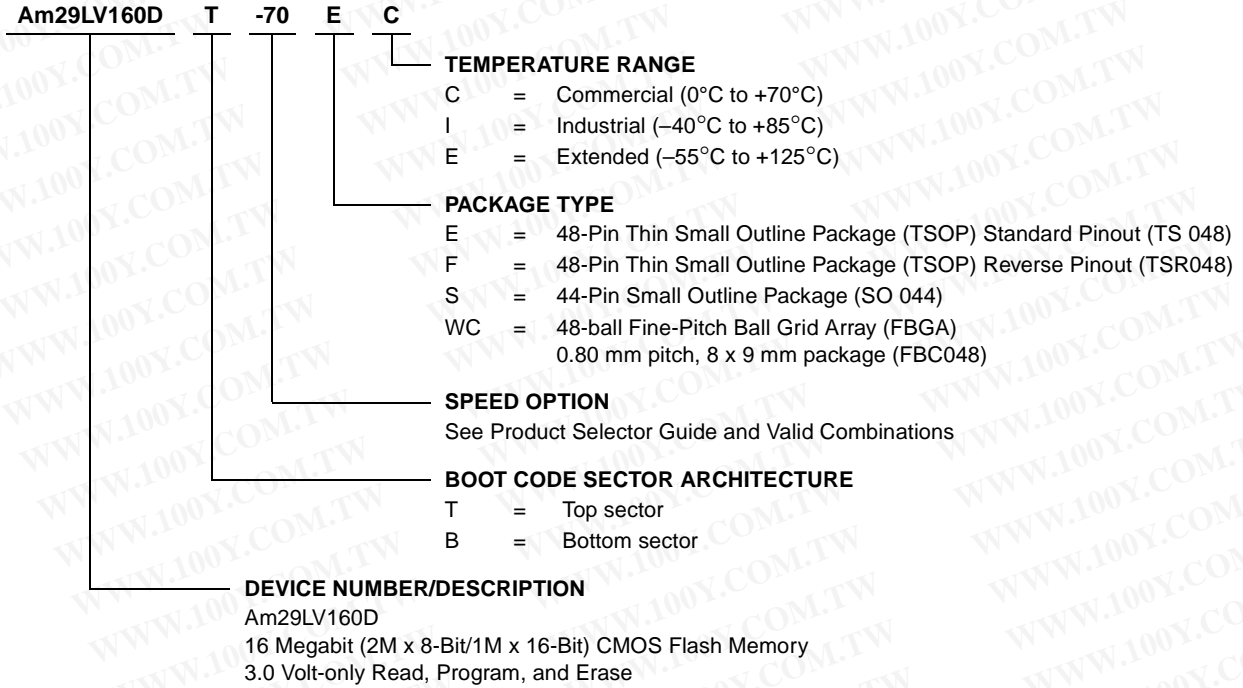 Am29LV160D T -70 E C
TEMPERATURE RANGE
C = Commercial (0°C to +70°C)
I = Industrial (–40°C to +85°C)
E = Extended (–55°C to +125°C)
PACKAGE TYPE
E = 48-Pin Thin Small Outline Package (TSOP) Standard Pinout (TS 048)
F = 48-Pin Thin Small Outline Package (TSOP) Reverse Pinout (TSR048)
S = 44-Pin Small Outline Package (SO 044)
WC = 48-ball Fine-Pitch Ball Grid Array (FBGA)
0.80 mm pitch, 8 x 9 mm package (FBC048)
SPEED OPTION
See Product Selector Guide and Valid Combinations
BOOT CODE SECTOR ARCHITECTURE
T = Top sector
B = Bottom sector
DEVICE NUMBER/DESCRIPTION
Am29LV160D
16 Megabit (2M x 8-Bit/1M x 16-Bit) CMOS Flash Memory
3.0 Volt-only Read, Program, and Erase
WWW.100Y.COM.TW